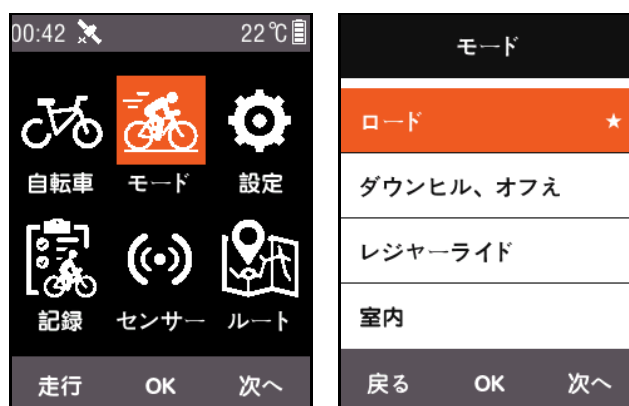 00:42 22℃
自転車 モード 設定
記録 センサー ルート
走行 OK 次へ
モード
ロード ★
ダウンヒル、オフえ
レジャーライド
室内
戻る OK 次へ